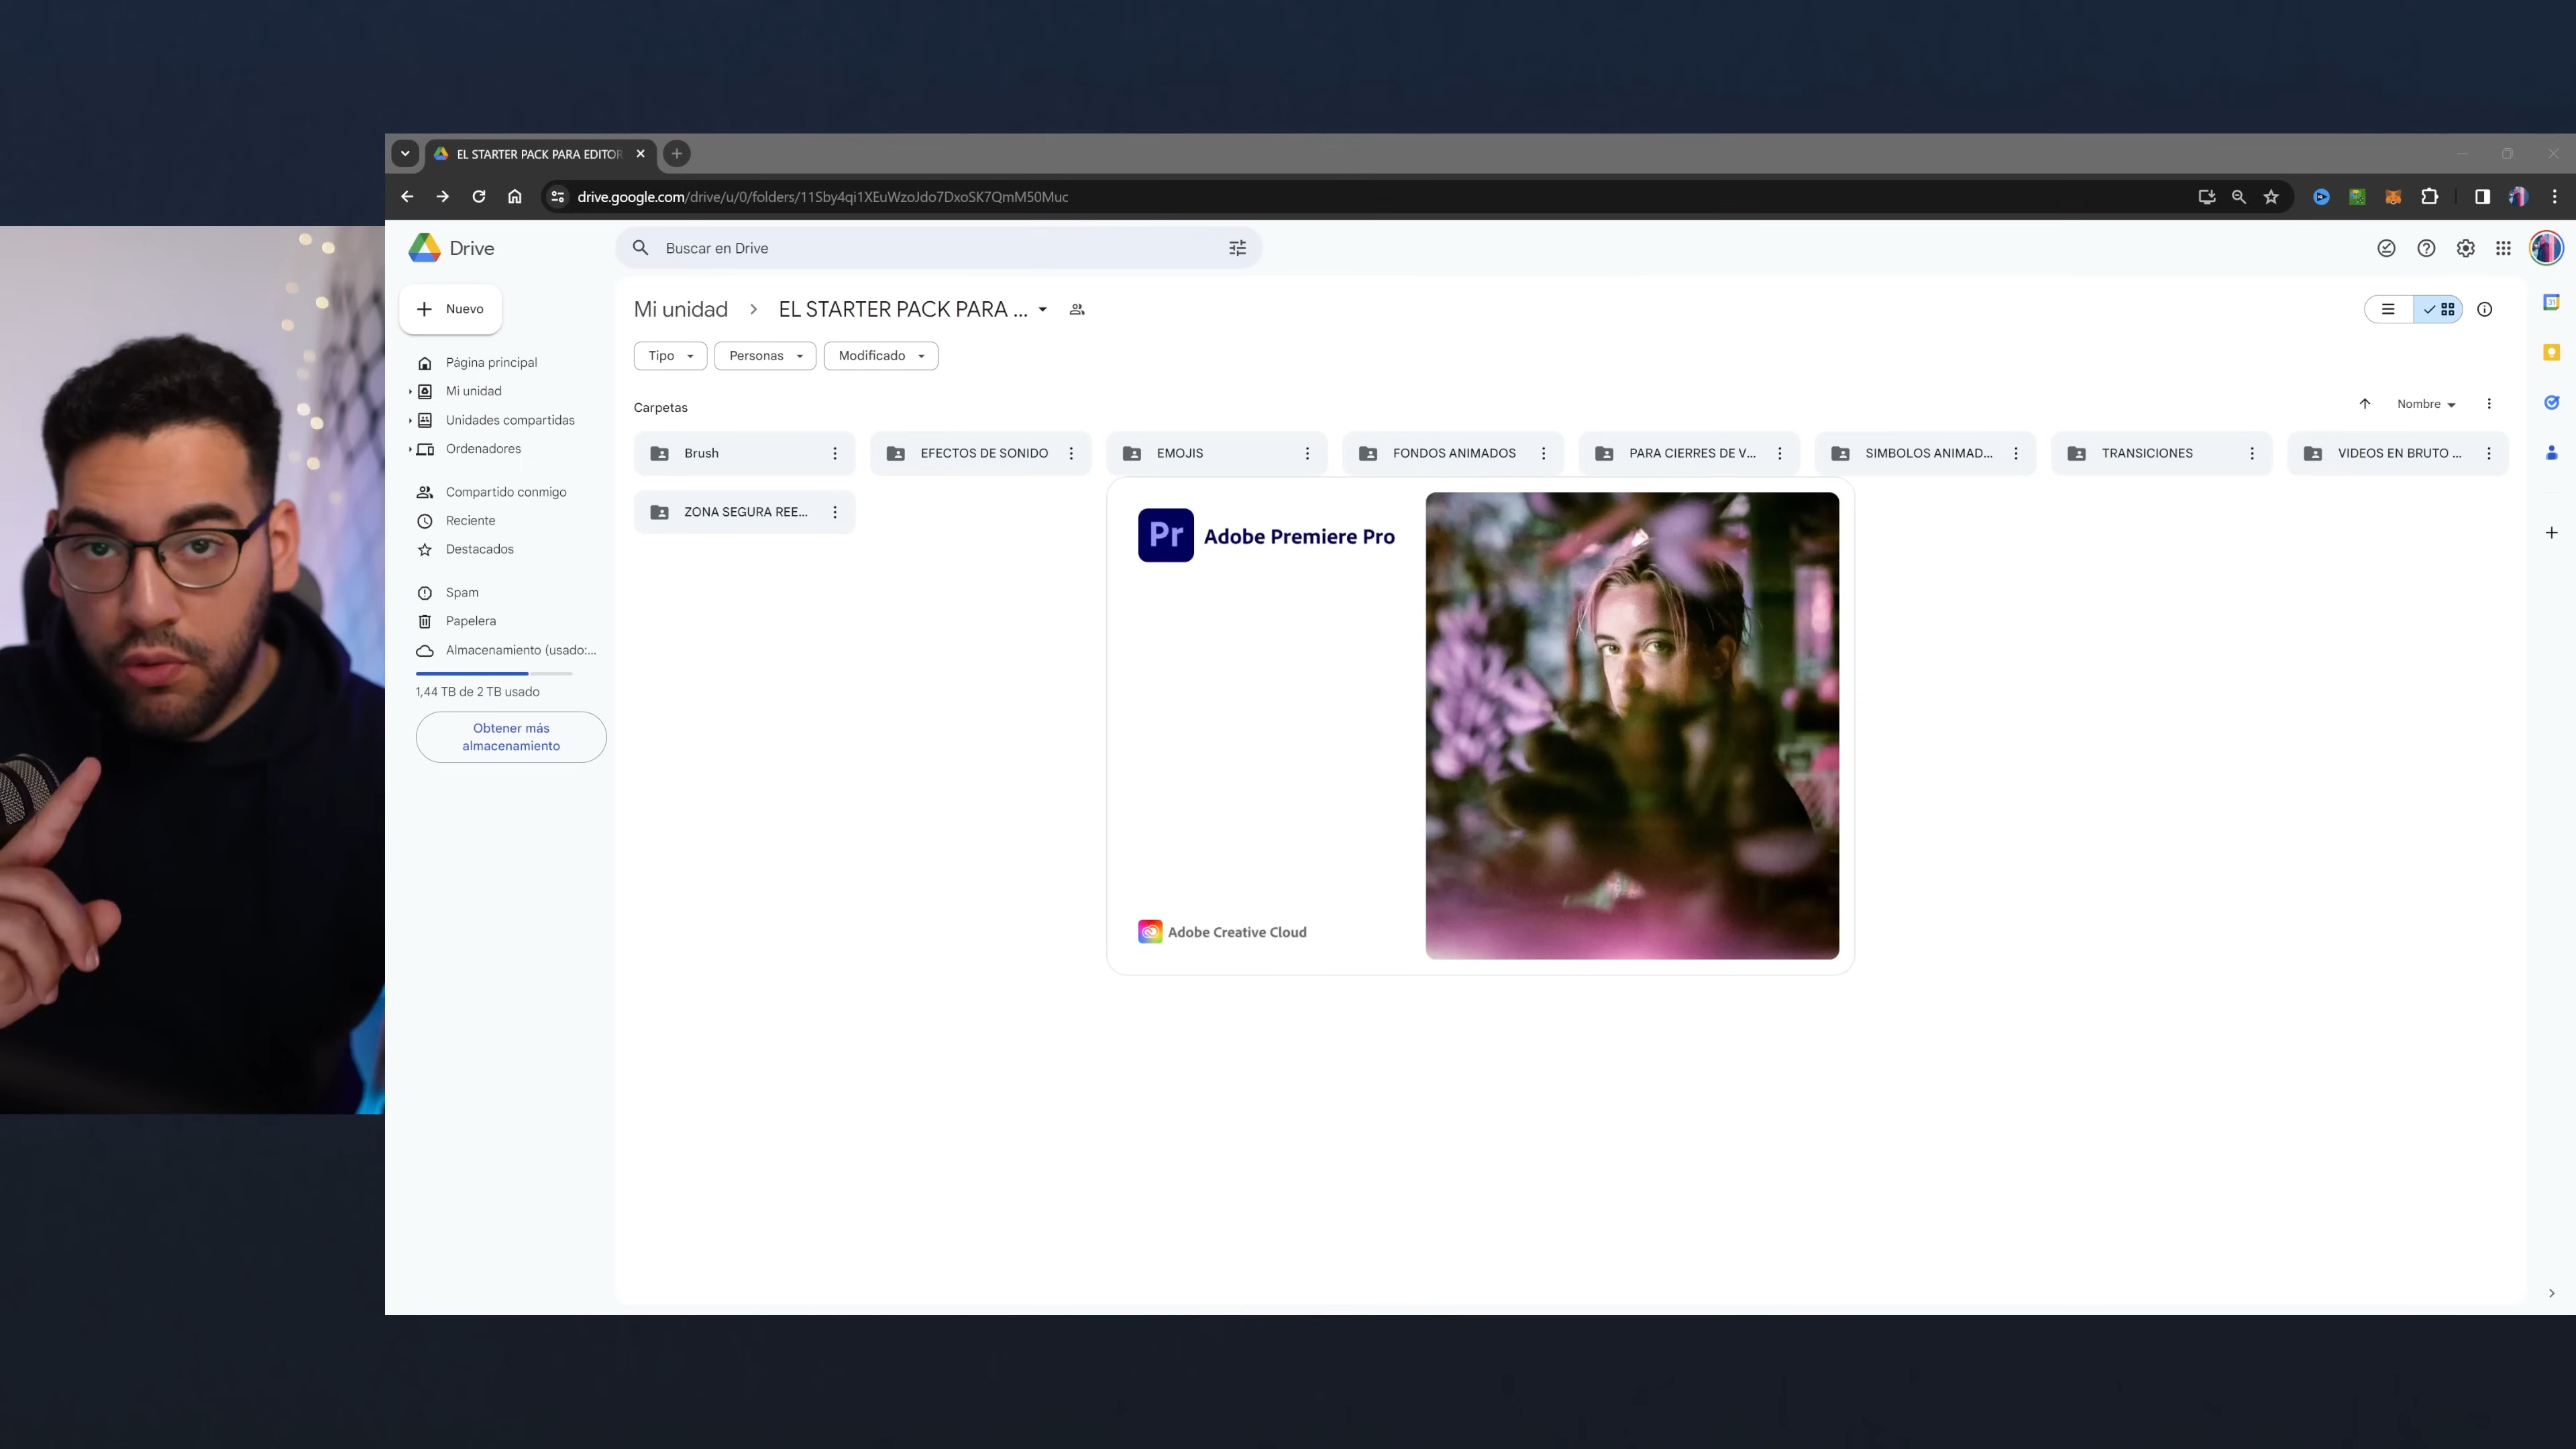 EL STARTER PACK PARA EDITOR
drive.google.com/drive/u/0/folders/11Sby4qi1XEuWzoJdo7DxoSK7QmM50Muc
Drive
Buscar en Drive
Nuevo
Mi unidad
EL STARTER PACK PARA ...
Tipo
Personas
Modificado
Página principal
Mi unidad
Unidades compartidas
Ordenadores
Compartido conmigo
Reciente
Destacados
Spam
Papelera
Almacenamiento (usado:...
1,44 TB de 2 TB usado
Obtener más
almacenamiento
Carpetas
Nombre
Brush
EFECTOS DE SONIDO
EMOJIS
FONDOS ANIMADOS
PARA CIERRES DE V...
SIMBOLOS ANIMAD...
TRANSICIONES
VIDEOS EN BRUTO ...
ZONA SEGURA REE...
Pr
Adobe Premiere Pro
Adobe Creative Cloud
31